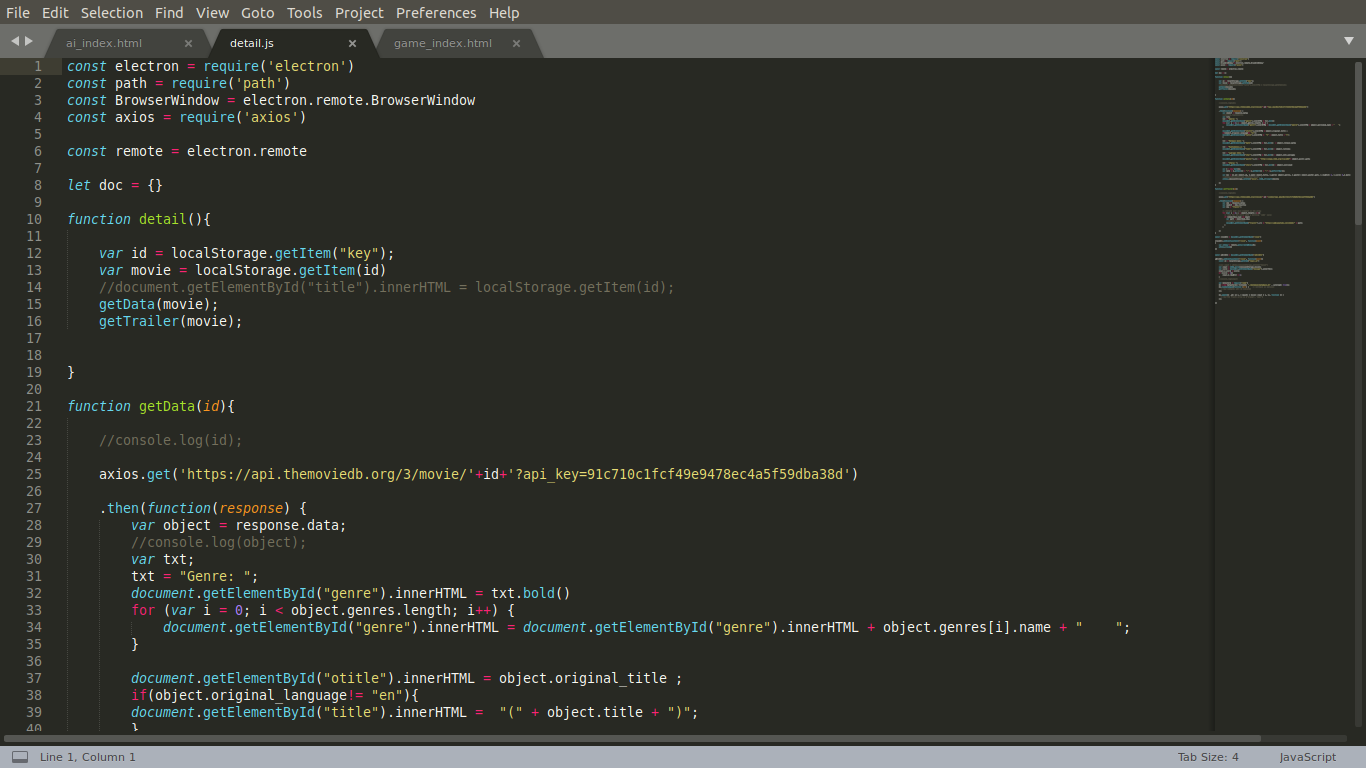 File Edit Selection Find View Goto Tools Project Preferences Help
ai_index.html × detail.js × game_index.html ×
1 const electron = require('electron')
2 const path = require('path')
3 const BrowserWindow = electron.remote.BrowserWindow
4 const axios = require('axios')
5
6 const remote = electron.remote
7
8 let doc = {}
9
10 function detail(){
11
12     var id = localStorage.getItem("key");
13     var movie = localStorage.getItem(id)
14     //document.getElementById("title").innerHTML = localStorage.getItem(id);
15     getData(movie);
16     getTrailer(movie);
17
18
19 }
20
21 function getData(id){
22
23     //console.log(id);
24
25     axios.get('https://api.themoviedb.org/3/movie/'+id+'?api_key=91c710c1fcf49e9478ec4a5f59dba38d')
26
27     .then(function(response) {
28         var object = response.data;
29         //console.log(object);
30         var txt;
31         txt = "Genre: ";
32         document.getElementById("genre").innerHTML = txt.bold()
33         for (var i = 0; i < object.genres.length; i++) {
34             document.getElementById("genre").innerHTML = document.getElementById("genre").innerHTML + object.genres[i].name + "    ";
35         }
36
37         document.getElementById("otitle").innerHTML = object.original_title ;
38         if(object.original_language!= "en"){
39         document.getElementById("title").innerHTML =  "(" + object.title + ")";
40         }
Line 1, Column 1 Tab Size: 4 JavaScript